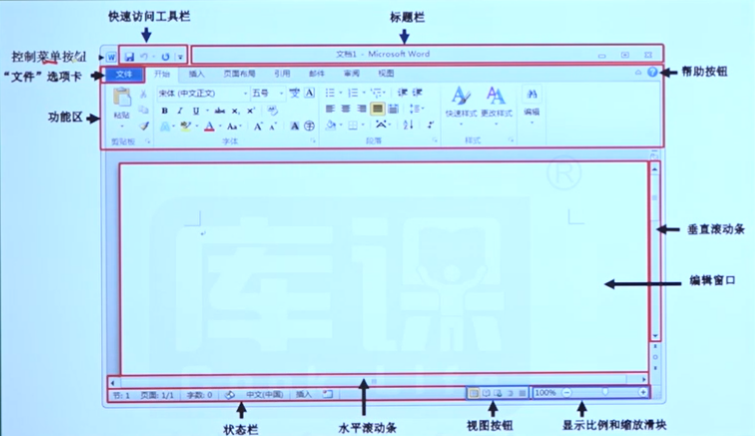 快速访问工具栏
标题栏
控制菜单按钮
文档1 - Microsoft Word
“文件”选项卡
文件 开始 插入 页面布局 引用 邮件 审阅 视图
帮助按钮
功能区
宋体 (中文正文) 五号
粘贴
快速样式 更改样式 编辑
剪贴板 字体 段落 样式
®
库课
垂直滚动条
编辑窗口
节: 1 页面: 1/1 字数: 0 中文(中国) 插入 100%
状态栏
水平滚动条
视图按钮
显示比例和缩放滑块